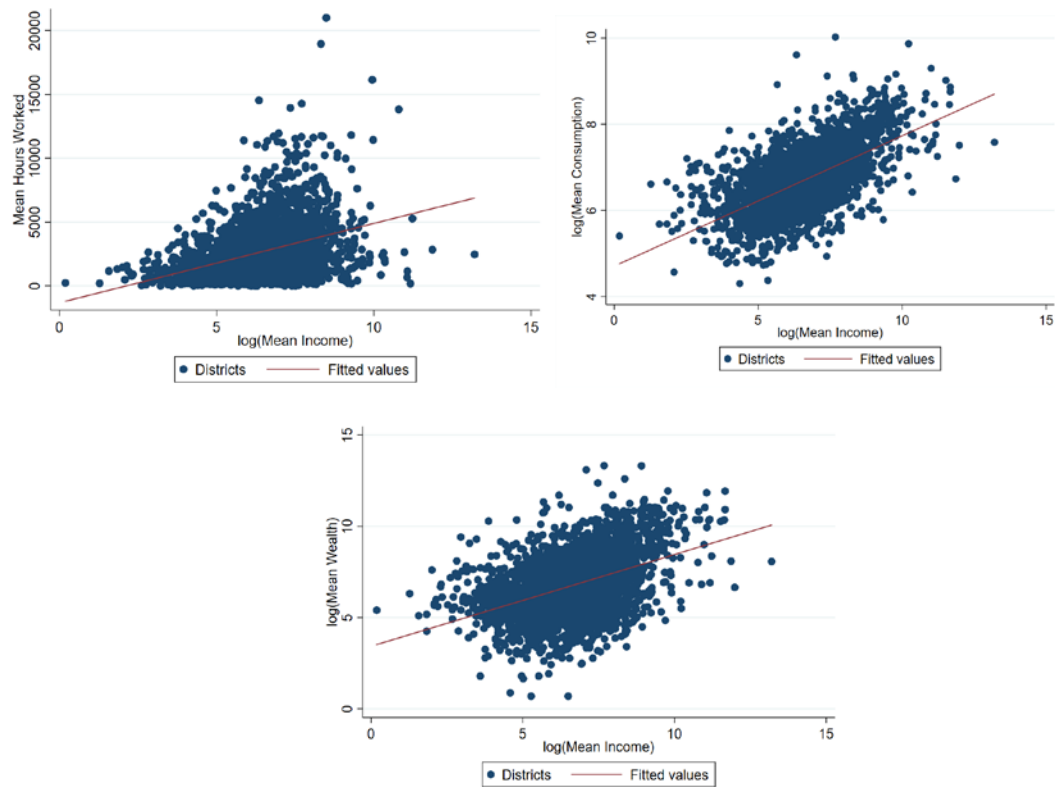 Mean Hours Worked
20000
15000
10000
5000
0
0 5 10 15
log(Mean Income)
Districts Fitted values
log(Mean Consumption)
10
8
6
4
0 5 10 15
log(Mean Income)
Districts Fitted values
log(Mean Wealth)
15
10
5
0
0 5 10 15
log(Mean Income)
Districts Fitted values